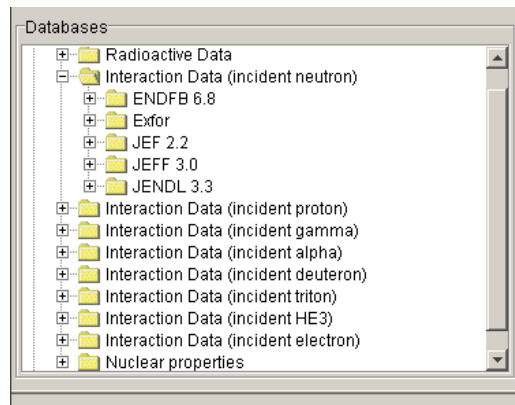 Databases
Radioactive Data
Interaction Data (incident neutron)
ENDFB 6.8
Exfor
JEF 2.2
JEFF 3.0
JENDL 3.3
Interaction Data (incident proton)
Interaction Data (incident gamma)
Interaction Data (incident alpha)
Interaction Data (incident deuteron)
Interaction Data (incident triton)
Interaction Data (incident HE3)
Interaction Data (incident electron)
Nuclear properties